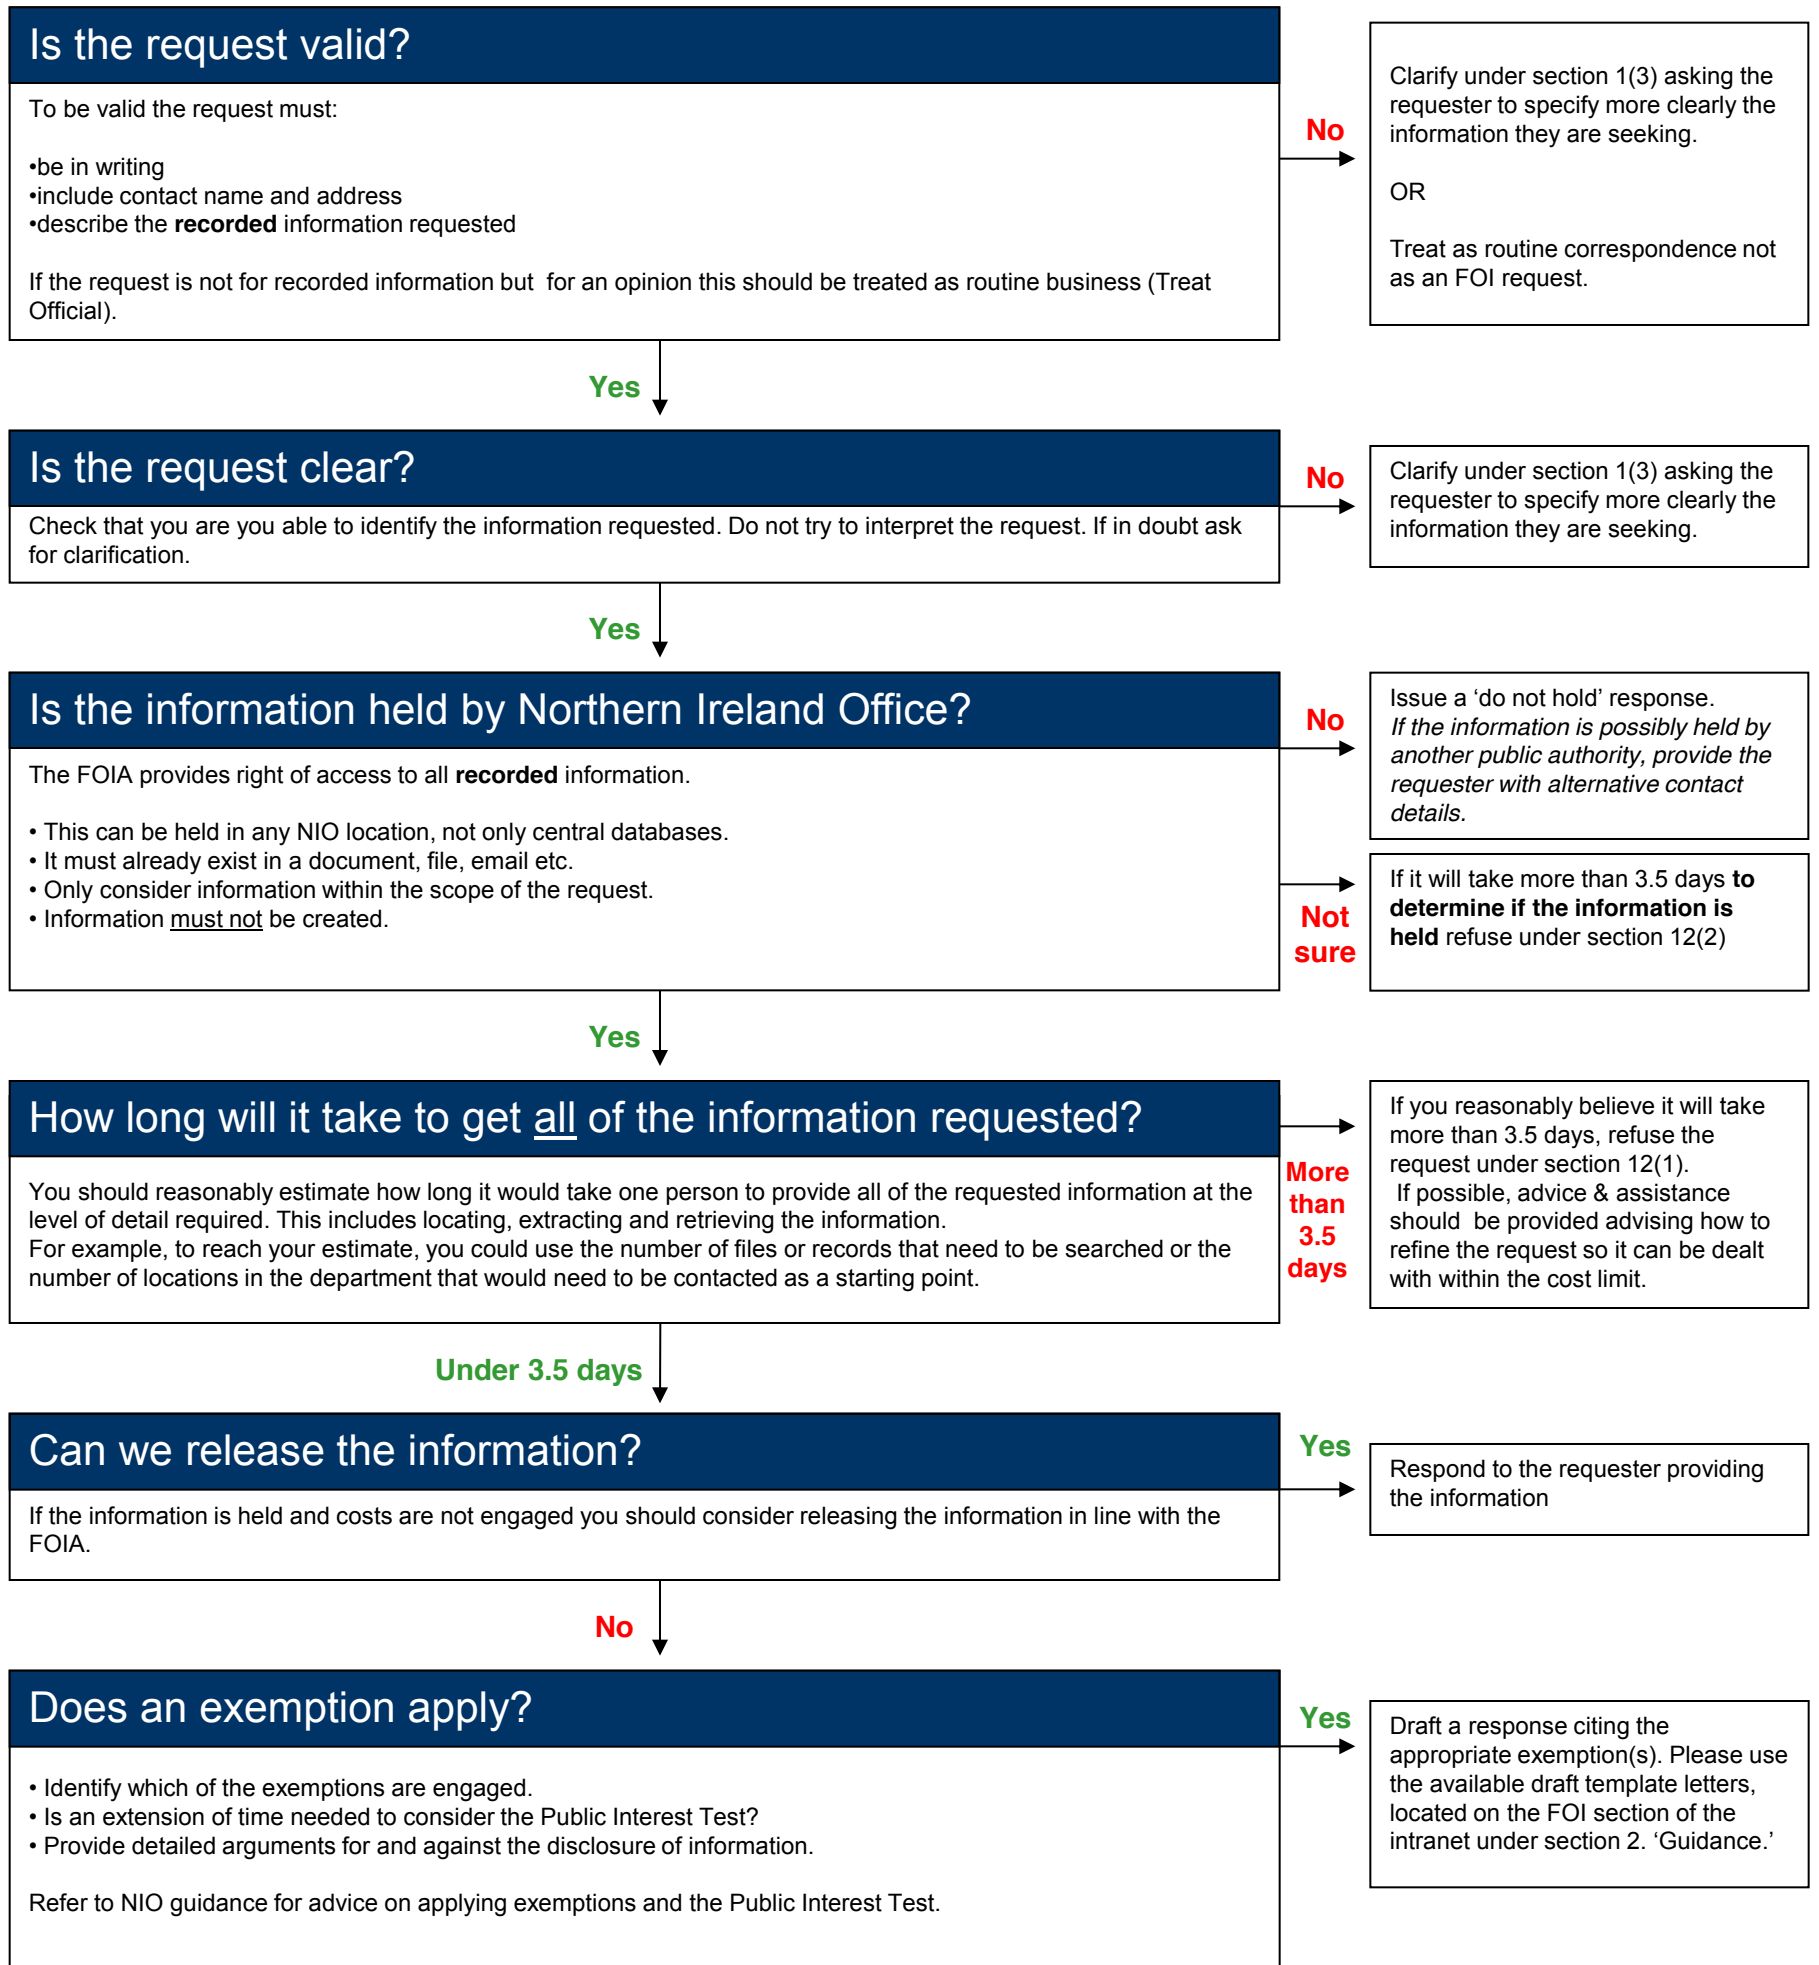 Is the request valid?
To be valid the request must:
•be in writing
•include contact name and address
•describe the recorded information requested
If the request is not for recorded information but  for an opinion this should be treated as routine business (Treat
Official).
No
Clarify under section 1(3) asking the
requester to specify more clearly the
information they are seeking.
OR
Treat as routine correspondence not
as an FOI request.
Yes
Is the request clear?
Check that you are you able to identify the information requested. Do not try to interpret the request. If in doubt ask
for clarification.
No
Clarify under section 1(3) asking the
requester to specify more clearly the
information they are seeking.
Yes
Is the information held by Northern Ireland Office?
The FOIA provides right of access to all recorded information.
• This can be held in any NIO location, not only central databases.
• It must already exist in a document, file, email etc.
• Only consider information within the scope of the request.
• Information must not be created.
No
Issue a ‘do not hold’ response.
If the information is possibly held by
another public authority, provide the
requester with alternative contact
details.
Not
sure
If it will take more than 3.5 days to
determine if the information is
held refuse under section 12(2)
Yes
How long will it take to get all of the information requested?
You should reasonably estimate how long it would take one person to provide all of the requested information at the
level of detail required. This includes locating, extracting and retrieving the information.
For example, to reach your estimate, you could use the number of files or records that need to be searched or the
number of locations in the department that would need to be contacted as a starting point.
More
than
3.5
days
If you reasonably believe it will take
more than 3.5 days, refuse the
request under section 12(1).
If possible, advice & assistance
should  be provided advising how to
refine the request so it can be dealt
with within the cost limit.
Under 3.5 days
Can we release the information?
If the information is held and costs are not engaged you should consider releasing the information in line with the
FOIA.
Yes
Respond to the requester providing
the information
No
Does an exemption apply?
• Identify which of the exemptions are engaged.
• Is an extension of time needed to consider the Public Interest Test?
• Provide detailed arguments for and against the disclosure of information.
Refer to NIO guidance for advice on applying exemptions and the Public Interest Test.
Yes
Draft a response citing the
appropriate exemption(s). Please use
the available draft template letters,
located on the FOI section of the
intranet under section 2. ‘Guidance.’